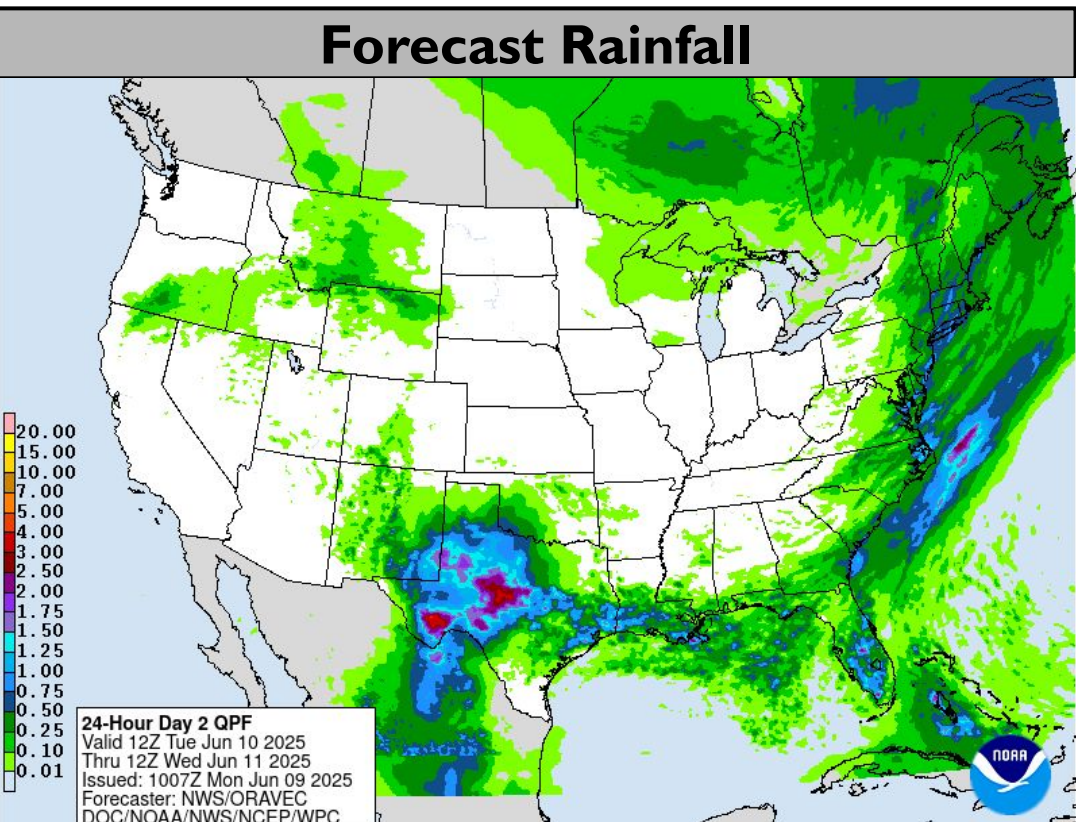 Forecast Rainfall
20.00
15.00
10.00
7.00
5.00
4.00
3.00
2.50
2.00
1.75
1.50
1.25
1.00
0.75
0.50
0.25
0.10
0.01
24-Hour Day 2 QPF
Valid 12Z Tue Jun 10 2025
Thru 12Z Wed Jun 11 2025
Issued: 1007Z Mon Jun 09 2025
Forecaster: NWS/ORAVEC
DOC/NOAA/NWS/NCEP/WPC
NOAA